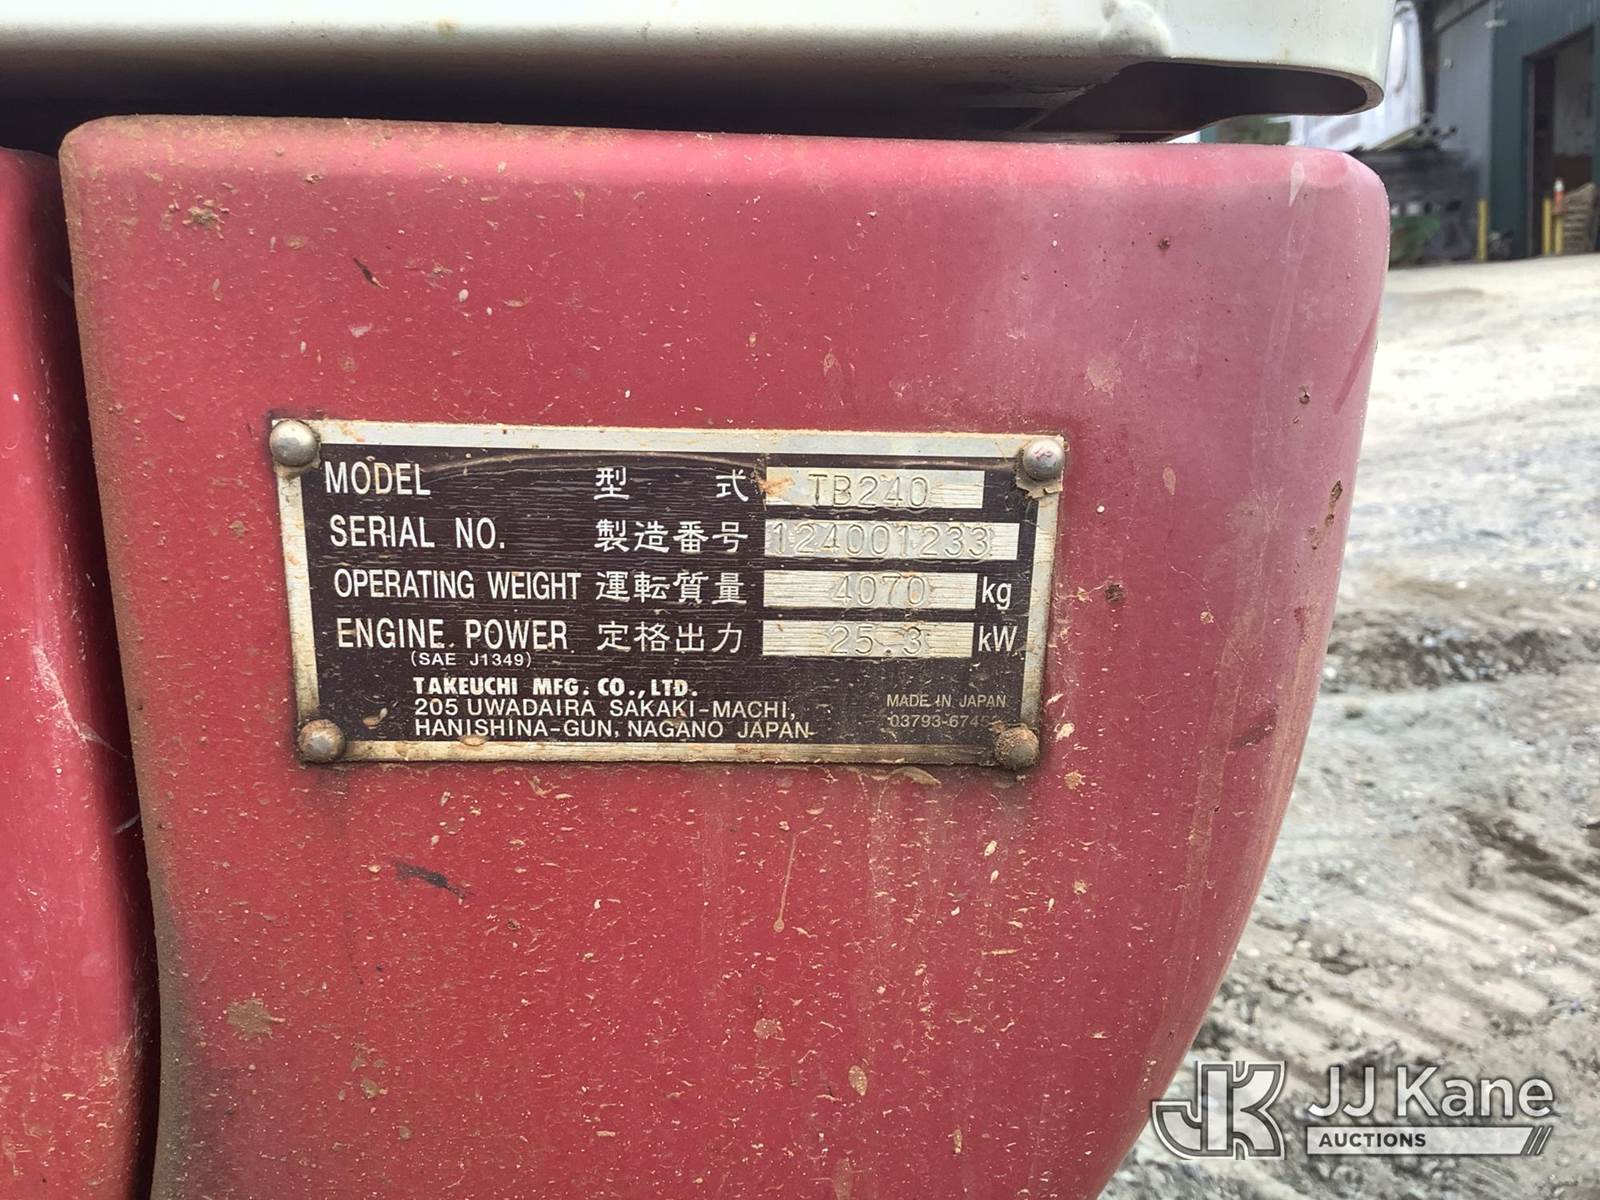 MODEL 型式 TB240
SERIAL NO. 製造番号 124001233
OPERATING WEIGHT 運転質量 4070 kg
ENGINE POWER 定格出力 25.3 kW
(SAE J1349)
TAKEUCHI MFG. CO., LTD.
205 UWADAIRA SAKAKI-MACHI,
HANISHINA-GUN, NAGANO JAPAN
MADE IN JAPAN
JK JJ Kane
AUCTIONS